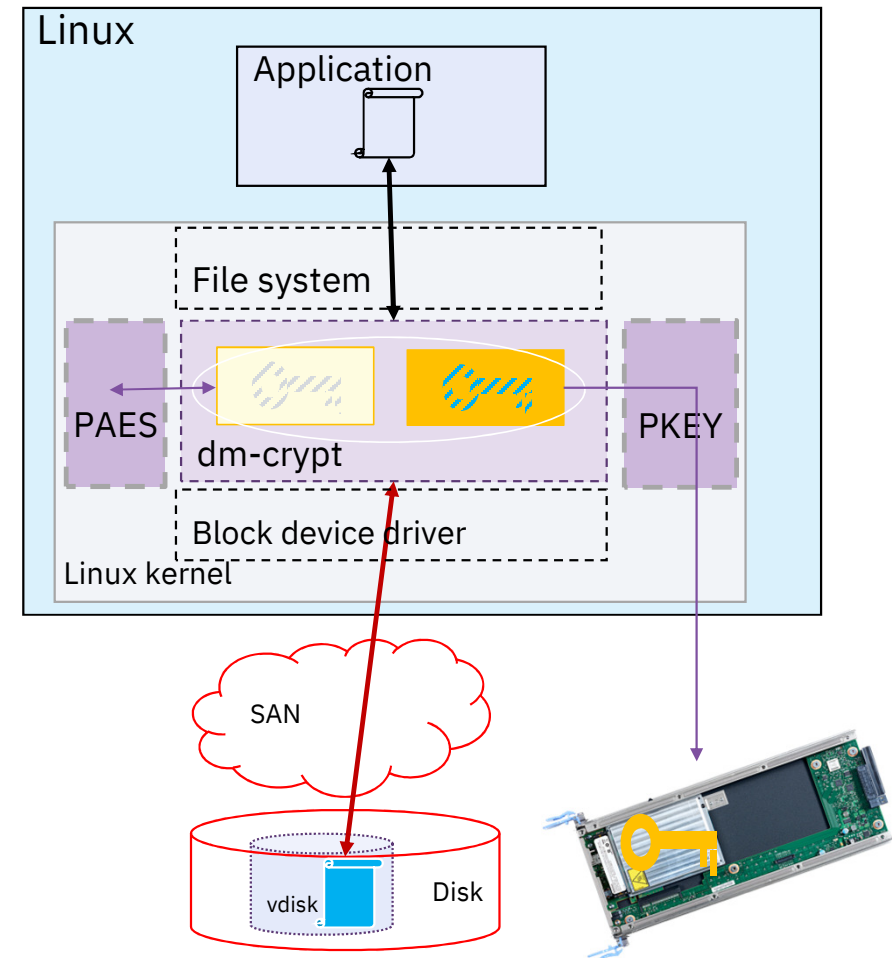 Linux
Application
File system
PAES
PKEY
dm-crypt
Block device driver
Linux kernel
SAN
vdisk
Disk